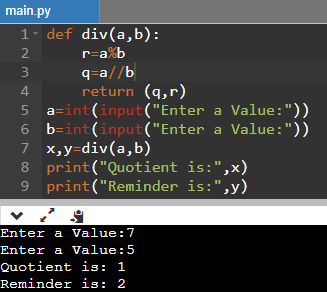 main.py
1 def div(a,b):
2 r=a%b
3 q=a//b
4 return (q,r)
5 a=int(input("Enter a Value:"))
6 b=int(input("Enter a Value:"))
7 x,y=div(a,b)
8 print("Quotient is:",x)
9 print("Reminder is:",y)
Enter a Value:7
Enter a Value:5
Quotient is: 1
Reminder is: 2